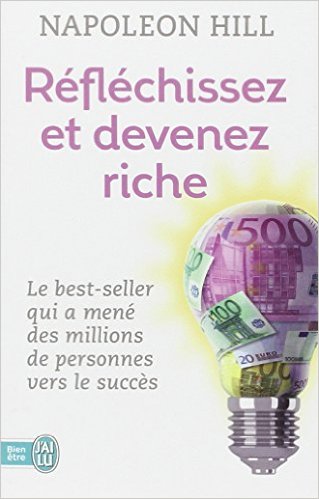 NAPOLEON HILL
Réfléchissez
et devenez
riche
Le best-seller
qui a mené
des millions
de personnes
vers le succès
500
100
20 EURO
Bien
être
J'AI
LU